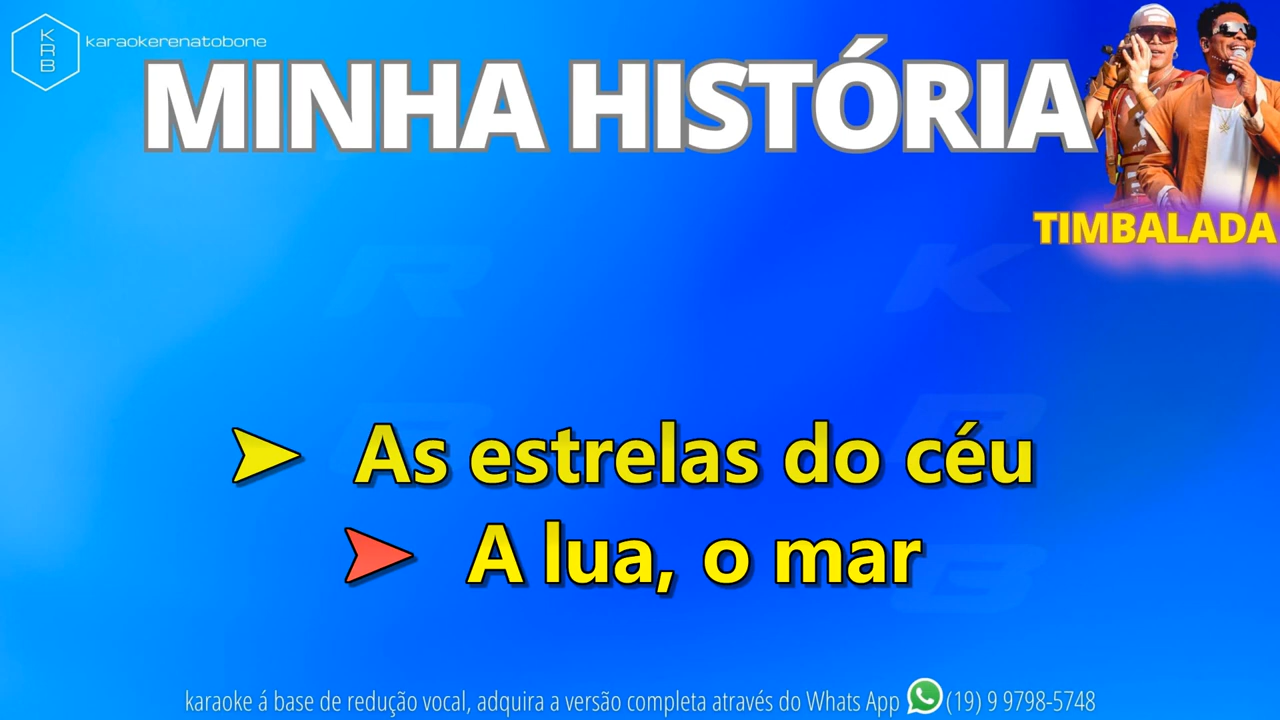 KRB
karaokerenatobone
MINHA HISTÓRIA
TIMBALADA
R K
B R
B
➤ As estrelas do céu
➤ A lua, o mar
karaoke á base de redução vocal, adquira a versão completa através do Whats App (19) 9 9798-5748